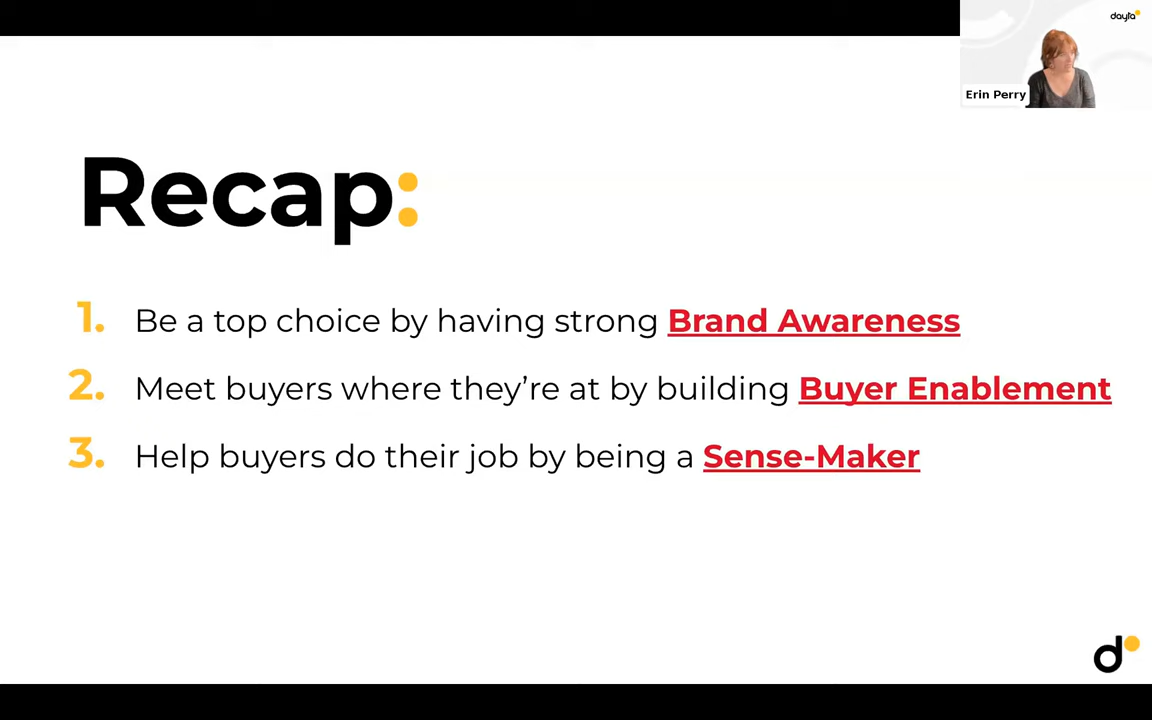 dayta
Erin Perry
Recap:
1. Be a top choice by having strong Brand Awareness
2. Meet buyers where they’re at by building Buyer Enablement
3. Help buyers do their job by being a Sense-Maker
d